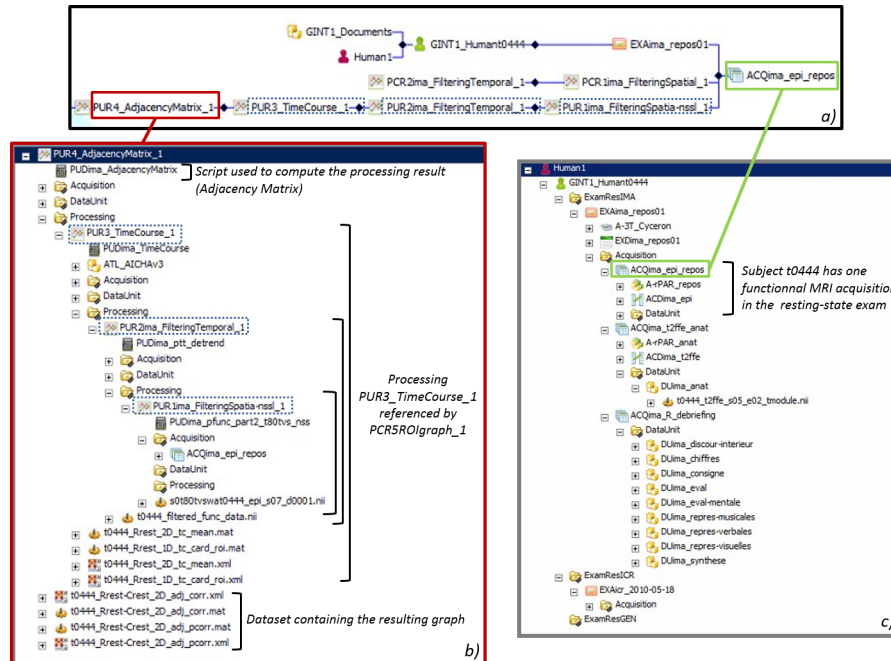 GINT1_Documents
Human1
GINT1_Humant0444
EXAima_repos01
PCR2ima_FilteringTemporal_1
PCR1ima_FilteringSpatial_1
ACQima_epi_repos
PUR4_AdjacencyMatrix_1
PUR3_TimeCourse_1
PUR2ima_FilteringTemporal_1
PUR1ima_FilteringSpatia-nssl_1
a)
PUR4_AdjacencyMatrix_1
PUDima_AdjacencyMatrix
Script used to compute the processing result
(Adjacency Matrix)
Acquisition
DataUnit
Processing
PUR3_TimeCourse_1
PUDima_TimeCourse
ATL_AICHAv3
Acquisition
DataUnit
Processing
PUR2ima_FilteringTemporal_1
PUDima_ptt_detrend
Acquisition
DataUnit
Processing
PUR1ima_FilteringSpatia-nssl_1
PUDima_pfunc_part2_t80tvs_nss
Acquisition
ACQima_epi_repos
DataUnit
Processing
s0t80tvswat0444_epi_s07_d0001.nii
t0444_filtered_func_data.nii
t0444_Rrest_2D_tc_mean.mat
t0444_Rrest_1D_tc_card_roi.mat
t0444_Rrest_2D_tc_mean.xml
t0444_Rrest_1D_tc_card_roi.xml
Processing
PUR3_TimeCourse_1
referenced by
PCR5ROIgraph_1
t0444_Rrest-Crest_2D_adj_corr.xml
t0444_Rrest-Crest_2D_adj_corr.mat
t0444_Rrest-Crest_2D_adj_pcorr.mat
t0444_Rrest-Crest_2D_adj_pcorr.xml
Dataset containing the resulting graph
b)
Human1
GINT1_Humant0444
ExamResIMA
EXAima_repos01
A-3T_Cyceron
EXDima_repos01
Acquisition
ACQima_epi_repos
A-rPAR_repos
ACDima_epi
DataUnit
Subject t0444 has one
functionnal MRI acquisition
in the resting-state exam
ACQima_t2ffe_anat
A-rPAR_anat
ACDima_t2ffe
DataUnit
DUima_anat
t0444_t2ffe_s05_e02_tmodule.nii
ACQima_R_debriefing
DataUnit
DUima_discour-interieur
DUima_chiffres
DUima_consigne
DUima_eval
DUima_eval-mentale
DUima_repres-musicales
DUima_repres-verbales
DUima_repres-visuelles
DUima_synthese
ExamResICR
EXAicr_2010-05-18
Acquisition
ExamResGEN
c)